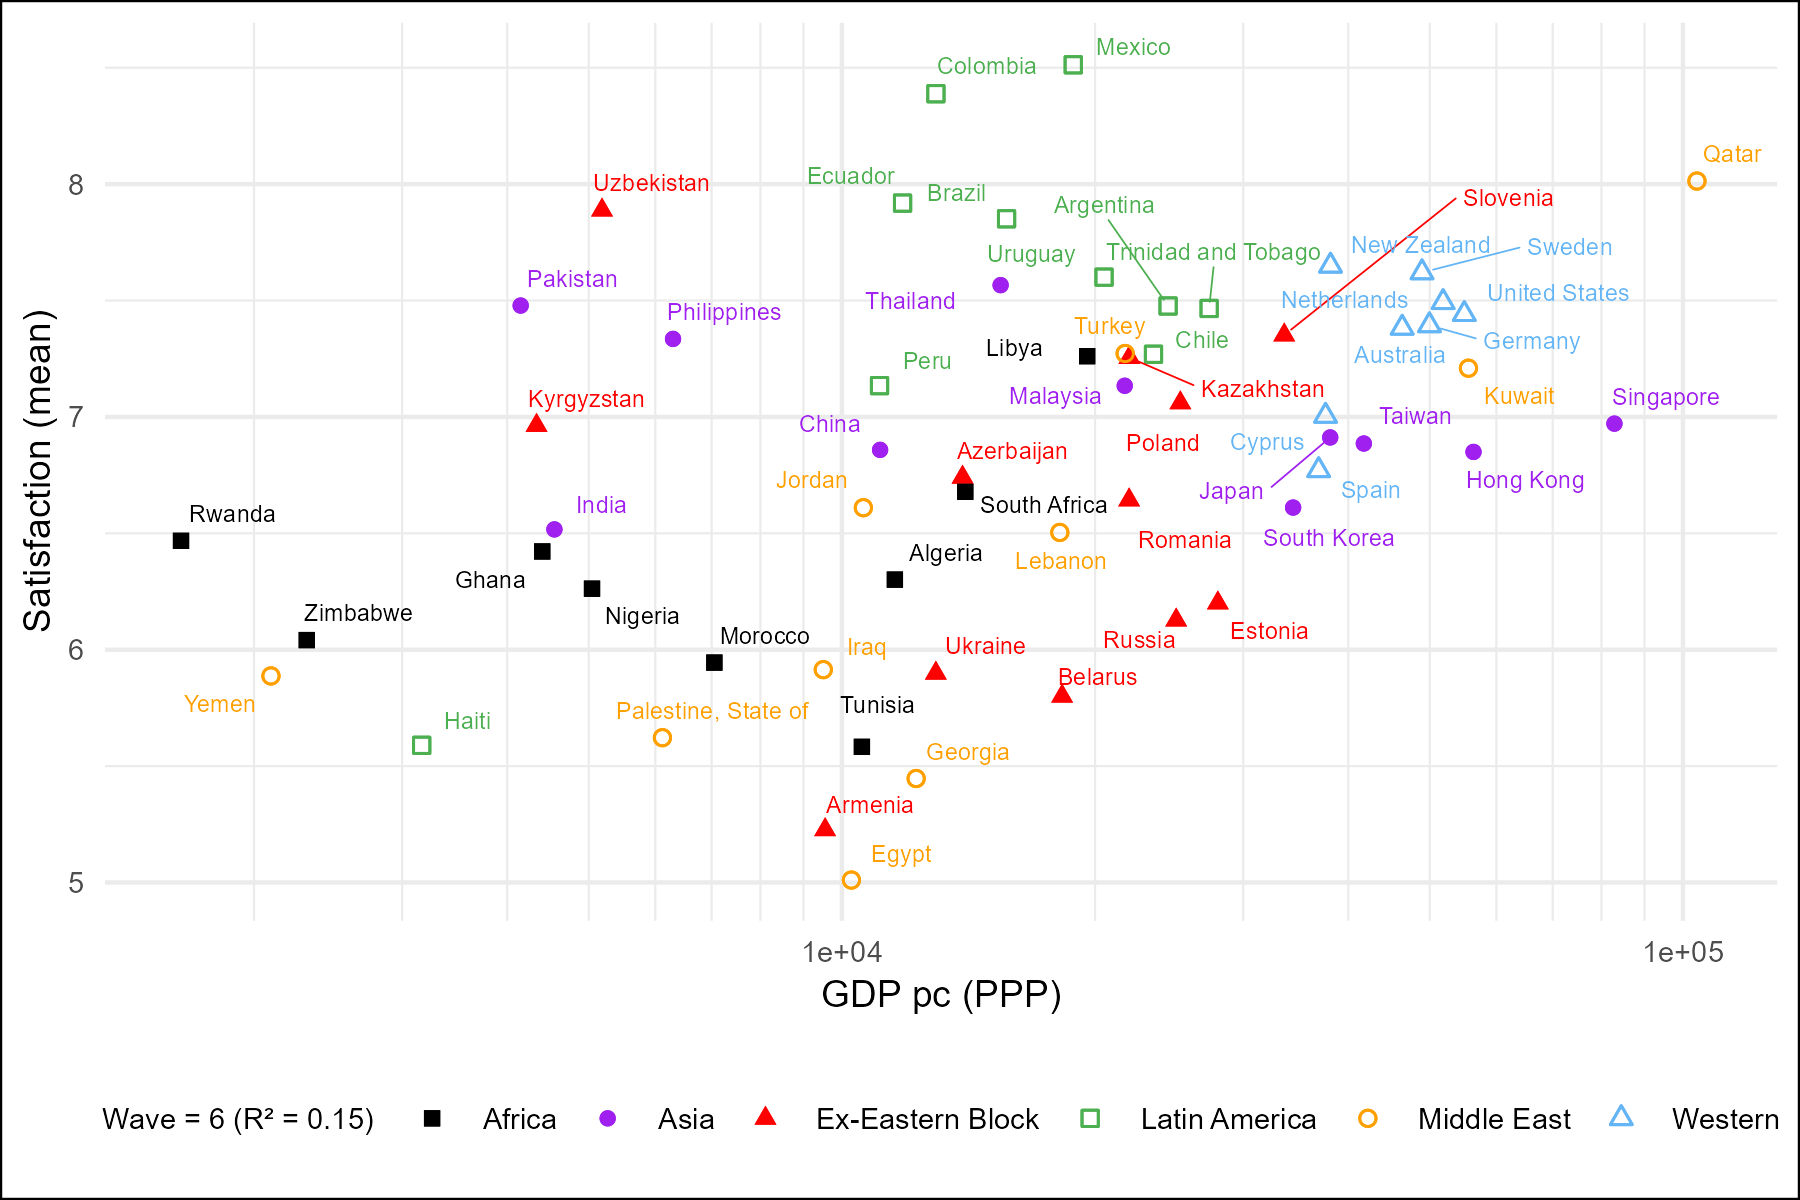 Mexico
Colombia
Qatar
Ecuador
8
Uzbekistan
Brazil
Argentina
Slovenia
New Zealand
Sweden
Uruguay
Trinidad and Tobago
Pakistan
Thailand
Netherlands
United States
Philippines
Turkey
Libya
Chile
Germany
Australia
Peru
Malaysia
Kazakhstan
Kuwait
Singapore
Kyrgyzstan
7
China
Taiwan
Azerbaijan
Poland
Cyprus
Jordan
Japan
Spain
Hong Kong
India
South Africa
Rwanda
Romania
South Korea
Satisfaction (mean)
Algeria
Lebanon
Ghana
Zimbabwe
Nigeria
Morocco
Iraq
Ukraine
Russia
Estonia
6
Belarus
Yemen
Haiti
Palestine, State of
Tunisia
Georgia
Armenia
Egypt
5
1e+04
1e+05
GDP pc (PPP)
Wave = 6 (R² = 0.15) Africa Asia Ex-Eastern Block Latin America Middle East Western